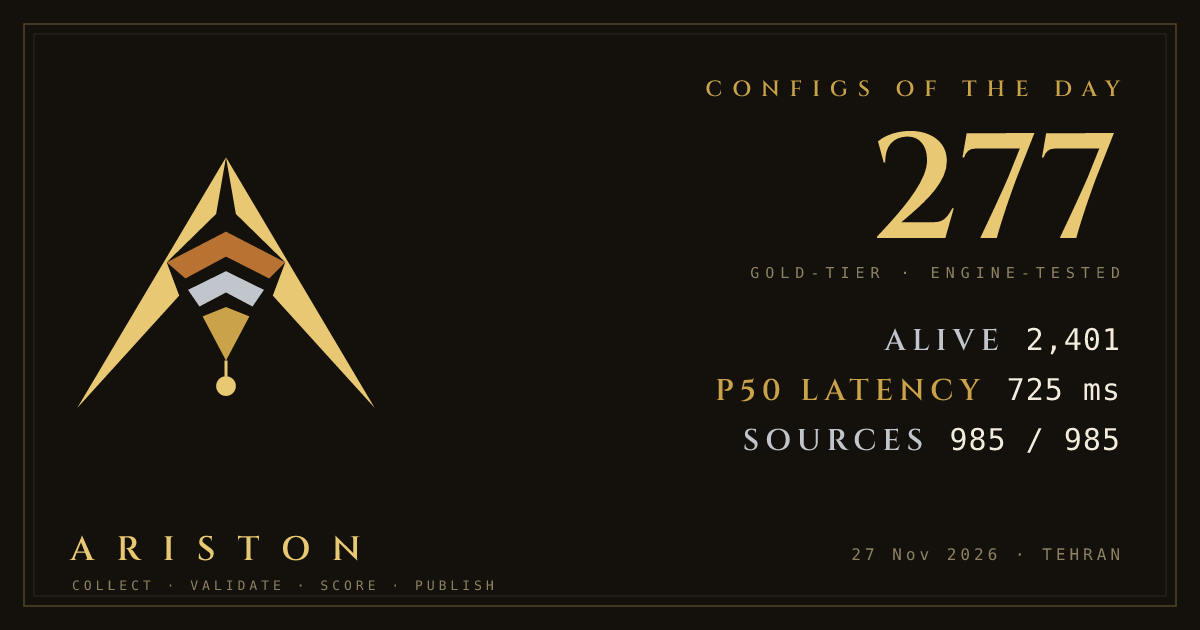 CONFIGS OF THE DAY
277
GOLD-TIER · ENGINE-TESTED
ALIVE 2,401
P50 LATENCY 725 ms
SOURCES 985 / 985
ARISTON
COLLECT · VALIDATE · SCORE · PUBLISH
27 Nov 2026 · TEHRAN